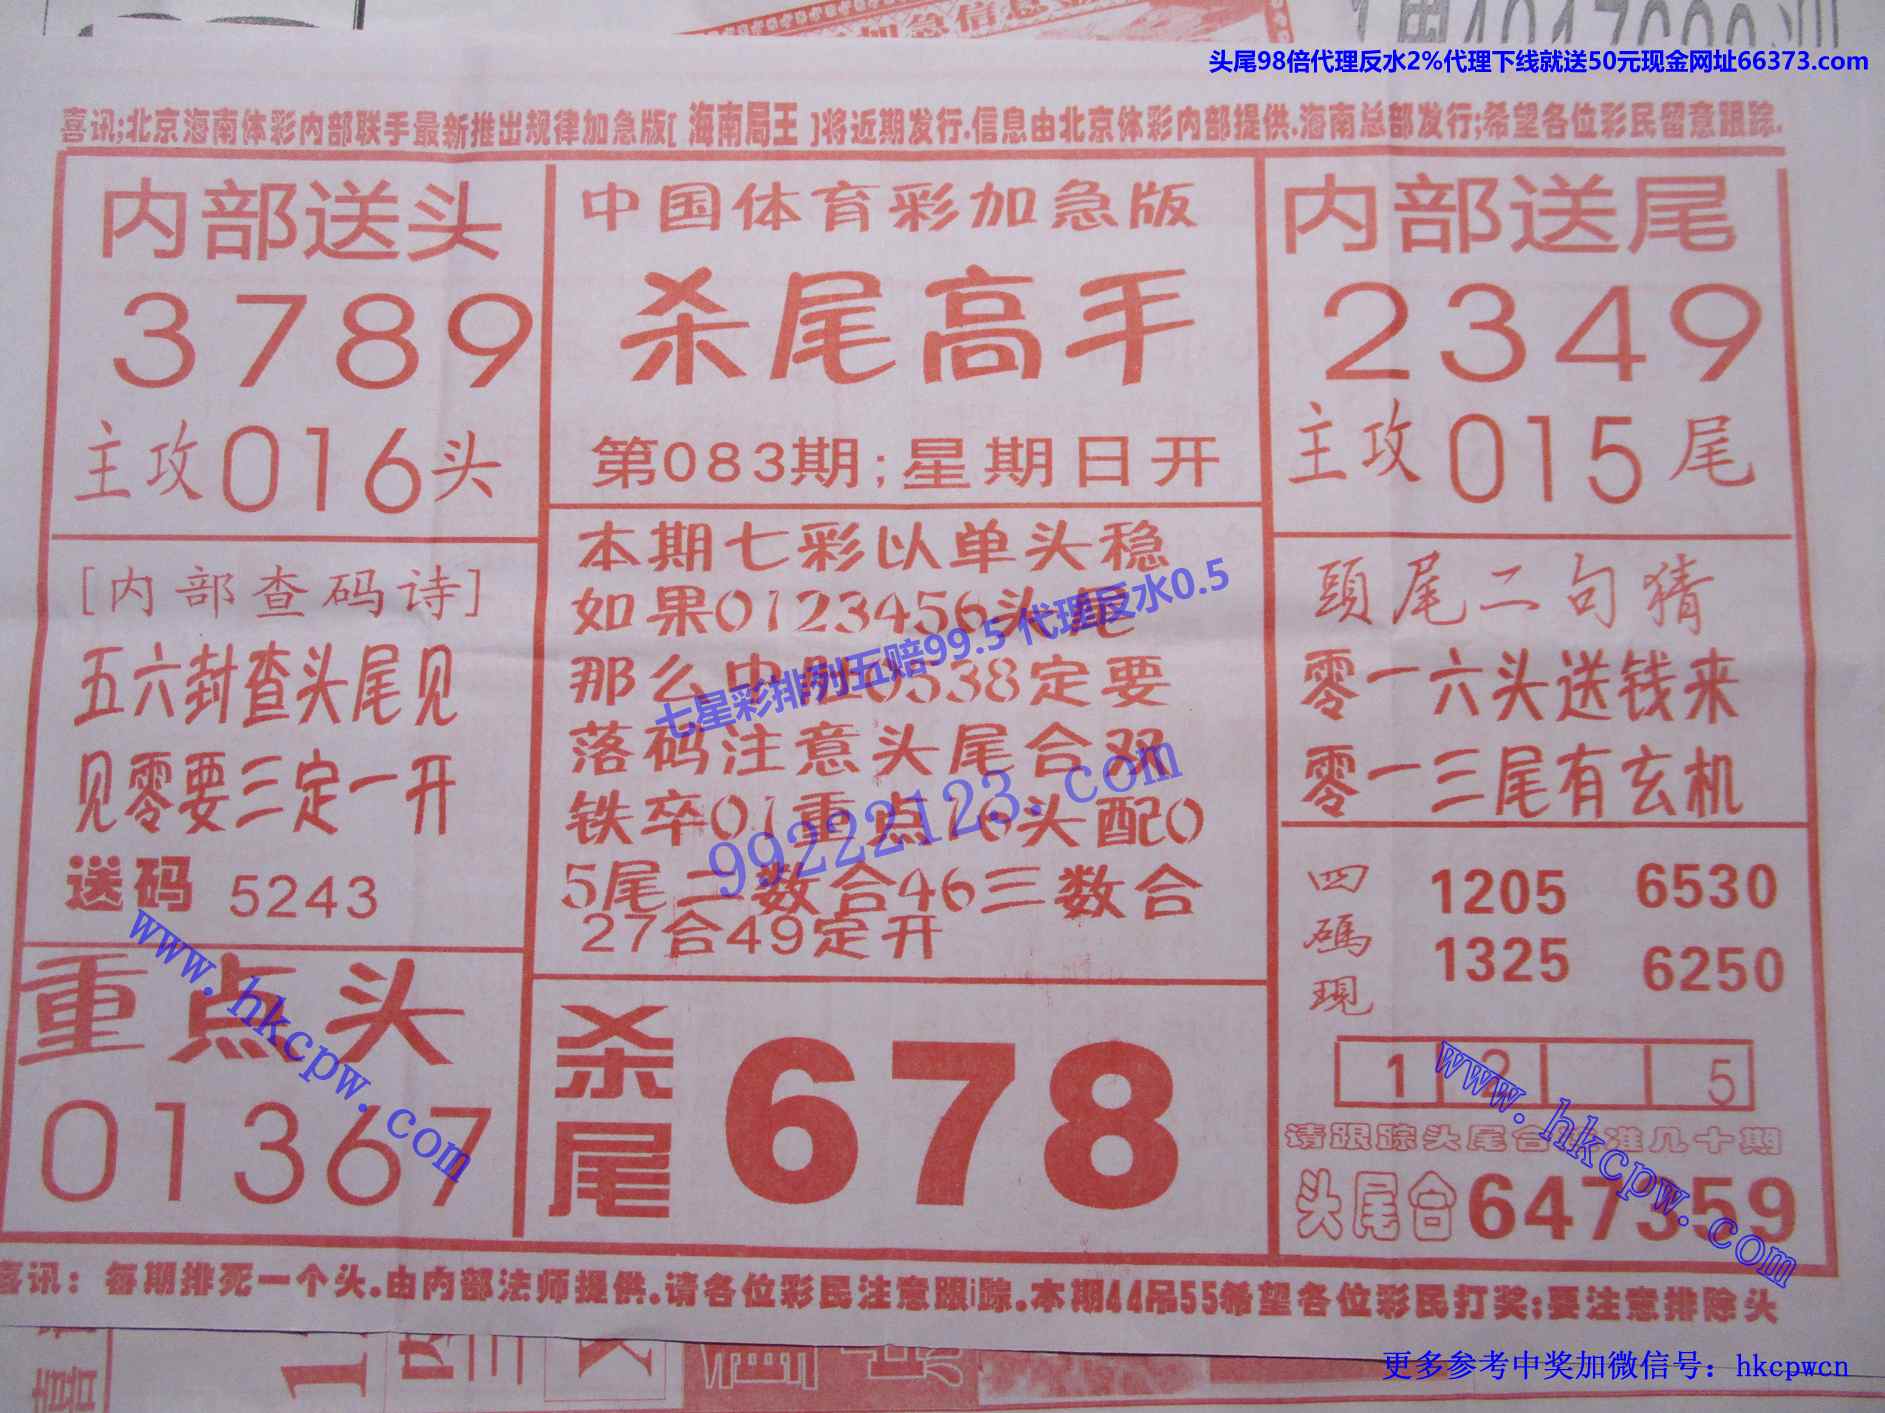 加急信息
头尾98倍代理反水2%代理下线就送50元现金网址66373.com
喜讯;北京海南体彩内部联手最新推出规律加急版[海南局王]将近期发行.信息由北京体彩内部提供.海南总部发行;希望各位彩民留意跟踪.
内部送头
3789
主攻016头
[内部查码诗]
五六封查头尾见
见零要三定一开
送码 5243
重点头
01367
中国体育彩加急版
杀尾高手
第083期;星期日开
本期七彩以单头稳
如果0123456头尾
那么中肚0538定要
落码注意头尾合双
铁卒01重点16头配0
5尾二数合46三数合
27合49定开
杀尾
678
内部送尾
2349
主攻015尾
頭尾二句猜
零一六头送钱来
零一三尾有玄机
四碼現
1205 6530
1325 6250
1 2 5
请跟踪头尾合 准几十期
头尾合647359
喜讯：每期排死一个头.由内部法师提供.请各位彩民注意跟踪.本期44吊55希望各位彩民打奖;要注意排除头
七星彩排列五赔99.5 代理反水0.5
99222123.com
www.hkcpw.com
www.hkcpw.com
更多参考中奖加微信号：hkcpwcn